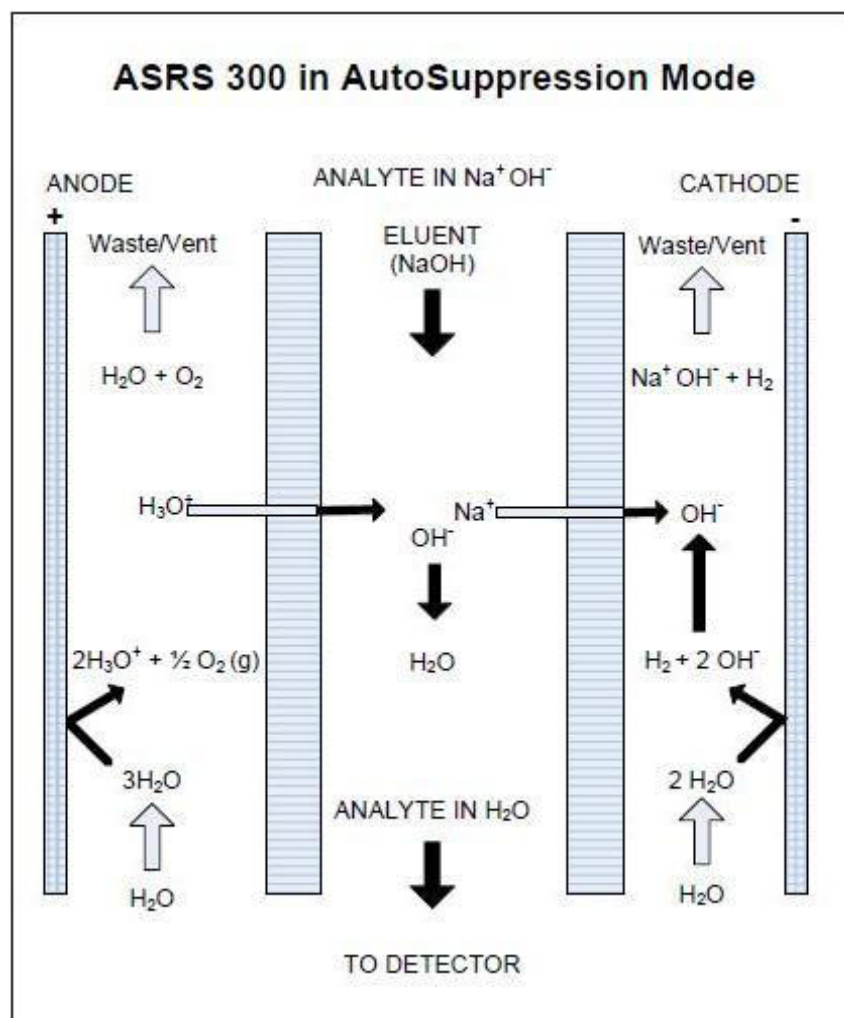 ASRS 300 in AutoSuppression Mode
ANODE
+
ANALYTE IN Na⁺ OH⁻
CATHODE
-
Waste/Vent
ELUENT
(NaOH)
Waste/Vent
H₂O + O₂
Na⁺ OH⁻ + H₂
H₃O⁺
Na⁺
OH⁻
OH⁻
2H₃O⁺ + ½ O₂ (g)
H₂O
H₂ + 2 OH⁻
3H₂O
2 H₂O
ANALYTE IN H₂O
H₂O
H₂O
TO DETECTOR